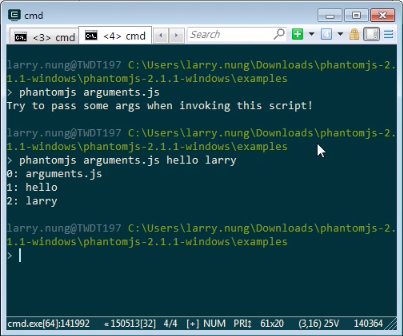 cmd
<3> cmd
<4> cmd
Search
larry.nung@TWDT197 C:\Users\larry.nung\Downloads\phantomjs-2.
1.1-windows\phantomjs-2.1.1-windows\examples
> phantomjs arguments.js
Try to pass some args when invoking this script!
larry.nung@TWDT197 C:\Users\larry.nung\Downloads\phantomjs-2.
1.1-windows\phantomjs-2.1.1-windows\examples
> phantomjs arguments.js hello larry
0: arguments.js
1: hello
2: larry
larry.nung@TWDT197 C:\Users\larry.nung\Downloads\phantomjs-2.
1.1-windows\phantomjs-2.1.1-windows\examples
>
cmd.exe[64]:141992 « 150513[32] 4/4 [+] NUM PRI‡ 61x20 (3,16) 25V 140364